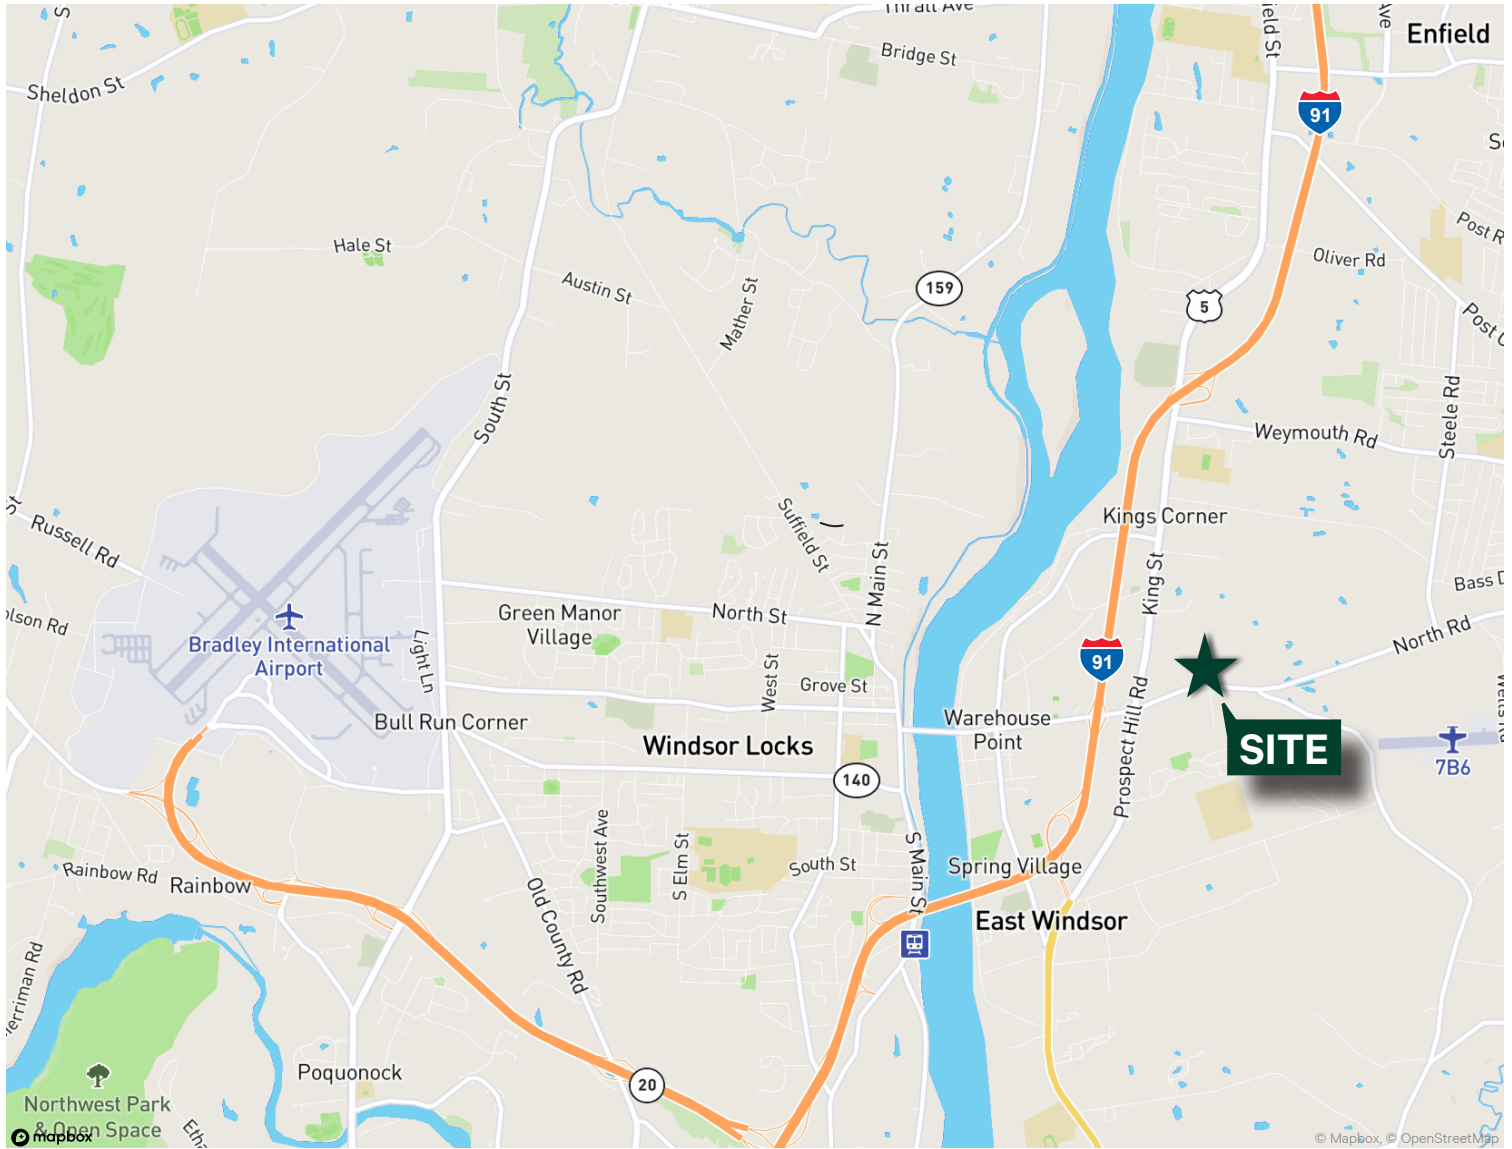 Thrall Ave
Enfield
Bridge St
Sheldon St
91
Hale St
Oliver Rd
Austin St
159
Mather St
5
South St
Steele Rd
Weymouth Rd
Suffield St
Kings Corner
Russell Rd
N Main St
King St
Green Manor
Village
North St
Bradley International
Airport
Light Ln
North Rd
91
West St
Grove St
Bull Run Corner
Warehouse
Point
Prospect Hill Rd
Windsor Locks
SITE
7B6
140
Southwest Ave
S Elm St
South St
S Main St
Spring Village
Rainbow Rd
Rainbow
Old County Rd
East Windsor
Poquonock
20
Northwest Park
& Open Space
mapbox
© Mapbox, © OpenStreetMap